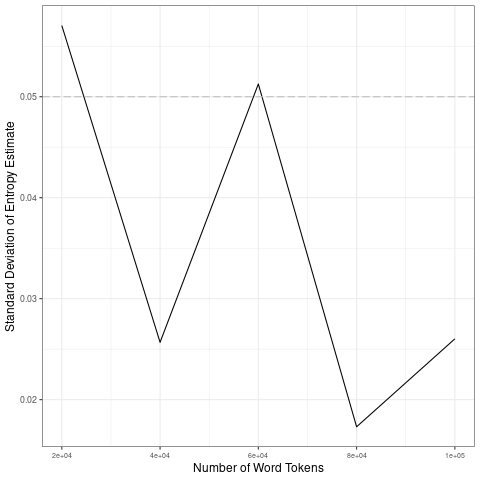 Standard Deviation of Entropy Estimate
0.05
0.04
0.03
0.02
2e+04 4e+04 6e+04 8e+04 1e+05
Number of Word Tokens